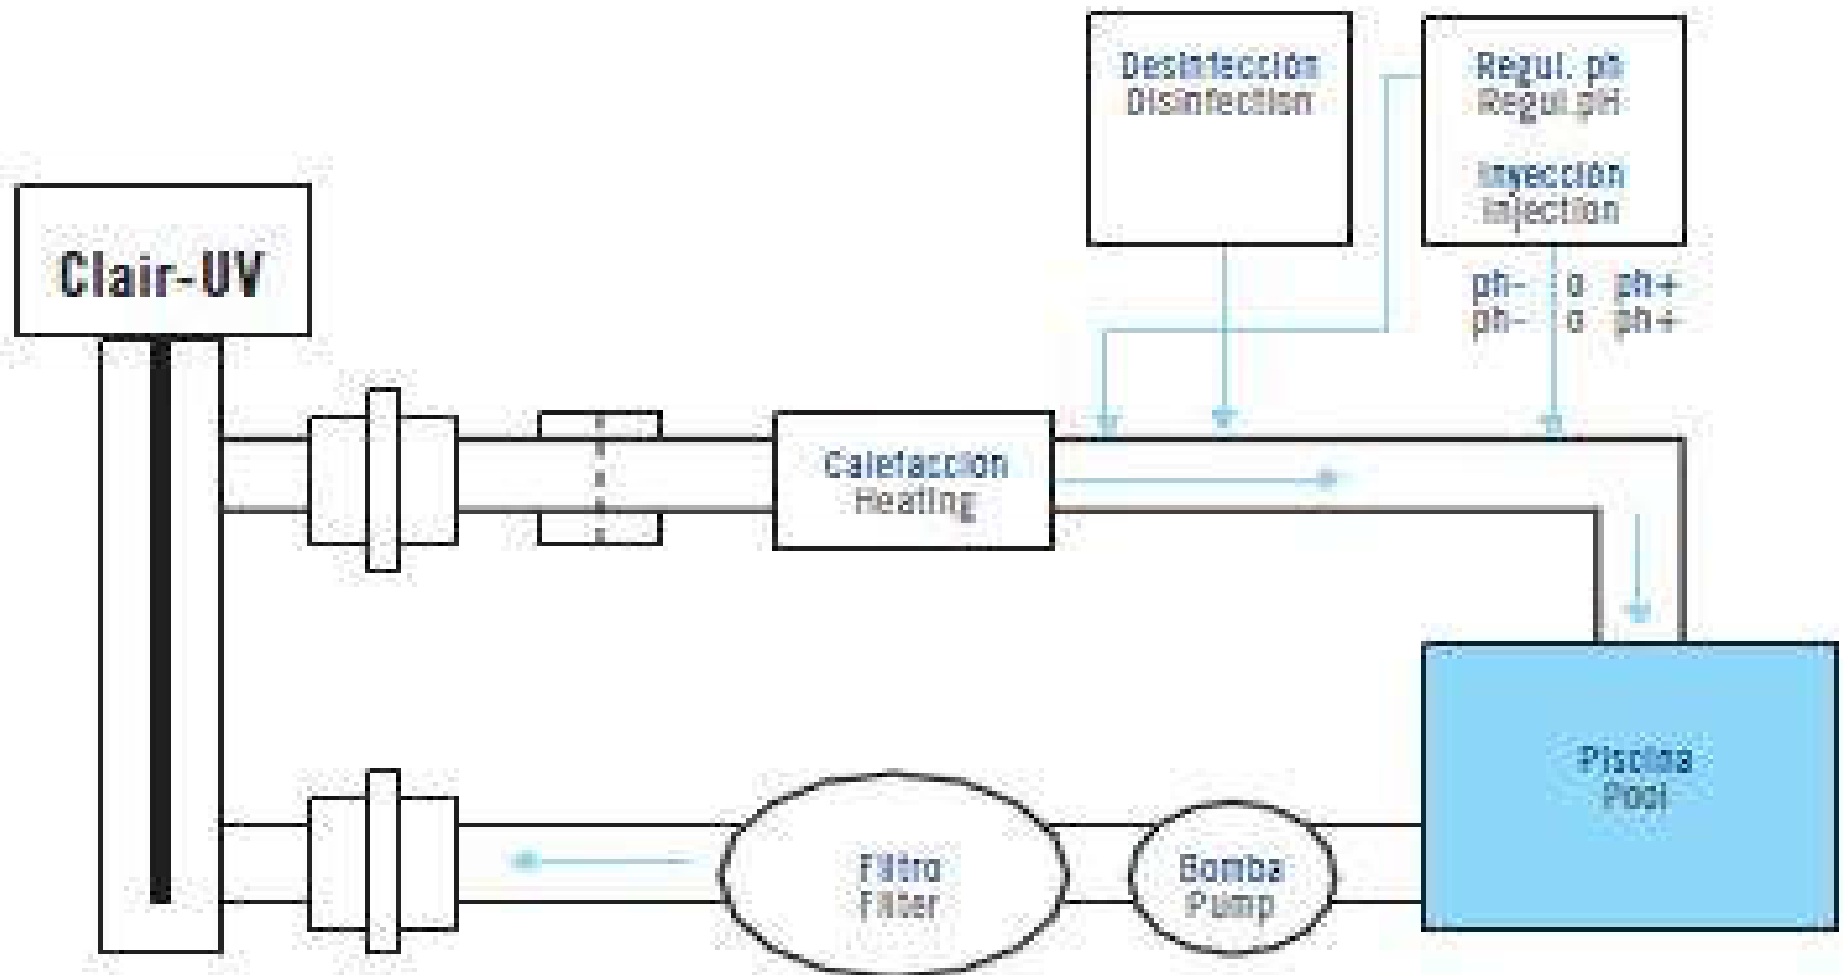 Desinfección
Disinfection
Regul. ph
Regul.pH
Inyección
Injection
ph- o ph+
ph- o ph+
Clair-UV
Calefacción
Heating
Piscina
Pool
Filtro
Filter
Bomba
Pump